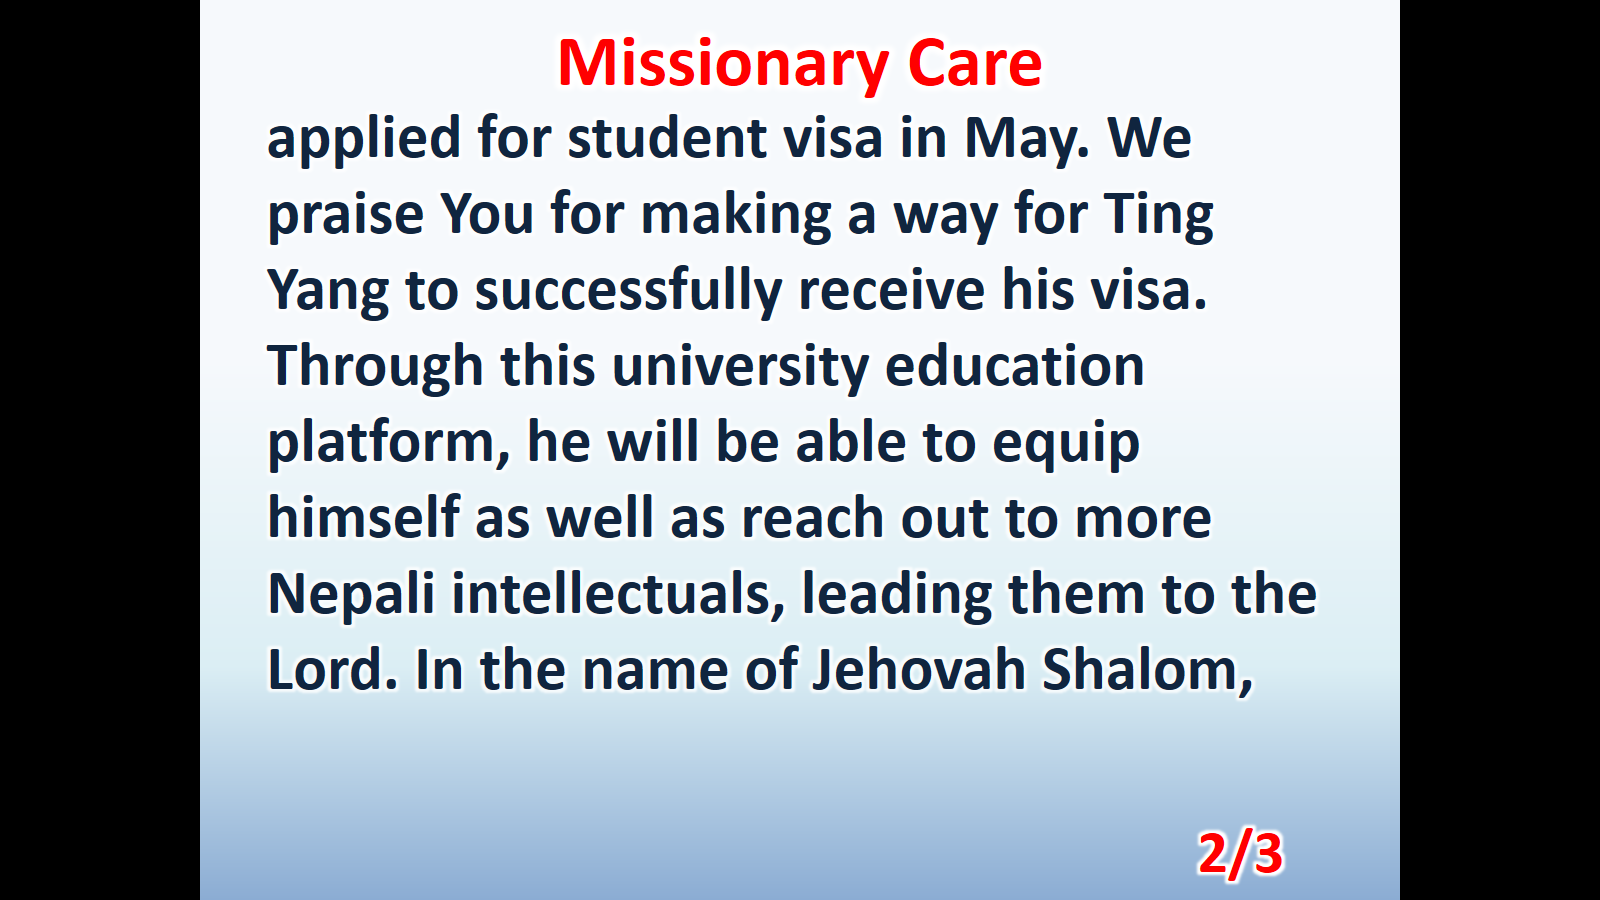 Missionary Care
applied for student visa in May. We
praise You for making a way for Ting
Yang to successfully receive his visa.
Through this university education
platform, he will be able to equip
himself as well as reach out to more
Nepali intellectuals, leading them to the
Lord. In the name of Jehovah Shalom,
2/3